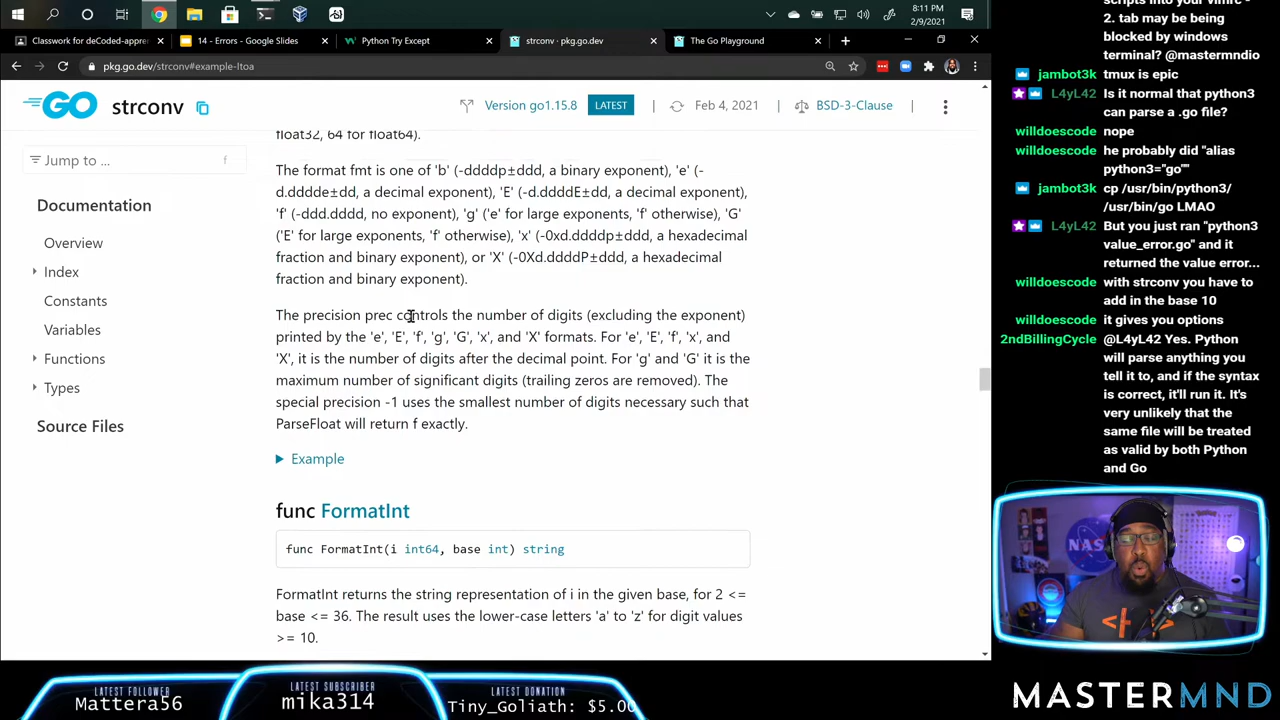 8:11 PM
2/9/2021
Classwork for deCoded-appre
14 - Errors - Google Slides
Python Try Except
strconv · pkg.go.dev
The Go Playground
pkg.go.dev/strconv#example-Itoa
GO
strconv
Version go1.15.8
LATEST
Feb 4, 2021
BSD-3-Clause
Jump to ...
f
Documentation
Overview
Index
Constants
Variables
Functions
Types
Source Files
float32, 64 for float64).
The format fmt is one of 'b' (-ddddp±ddd, a binary exponent), 'e' (-
d.dddde±dd, a decimal exponent), 'E' (-d.ddddE±dd, a decimal exponent),
'f' (-ddd.dddd, no exponent), 'g' ('e' for large exponents, 'f' otherwise), 'G'
('E' for large exponents, 'f' otherwise), 'x' (-0xd.ddddp±ddd, a hexadecimal
fraction and binary exponent), or 'X' (-0Xd.ddddP±ddd, a hexadecimal
fraction and binary exponent).
The precision prec controls the number of digits (excluding the exponent)
printed by the 'e', 'E', 'f', 'g', 'G', 'x', and 'X' formats. For 'e', 'E', 'f', 'x', and
'X', it is the number of digits after the decimal point. For 'g' and 'G' it is the
maximum number of significant digits (trailing zeros are removed). The
special precision -1 uses the smallest number of digits necessary such that
ParseFloat will return f exactly.
Example
func FormatInt
func FormatInt(i int64, base int) string
FormatInt returns the string representation of i in the given base, for 2 <=
base <= 36. The result uses the lower-case letters 'a' to 'z' for digit values
>= 10.
scripts into your vimrc -
2. tab may be being
blocked by windows
terminal? @mastermndio
jambot3k tmux is epic
L4yL42 Is it normal that python3
can parse a .go file?
willdoescode nope
willdoescode he probably did "alias
python3="go""
jambot3k cp /usr/bin/python3/
/usr/bin/go LMAO
L4yL42 But you just ran "python3
value_error.go" and it
returned the value error...
willdoescode with strconv you have to
add in the base 10
willdoescode it gives you options
2ndBillingCycle @L4yL42 Yes. Python
will parse anything you
tell it to, and if the syntax
is correct, it'll run it. It's
very unlikely that the
same file will be treated
as valid by both Python
and Go
NAS
</>
LATEST FOLLOWER
Mattera56
LATEST SUBSCRIBER
mika314
LATEST DONATION
Tiny_Goliath: $5.00
MASTERMND